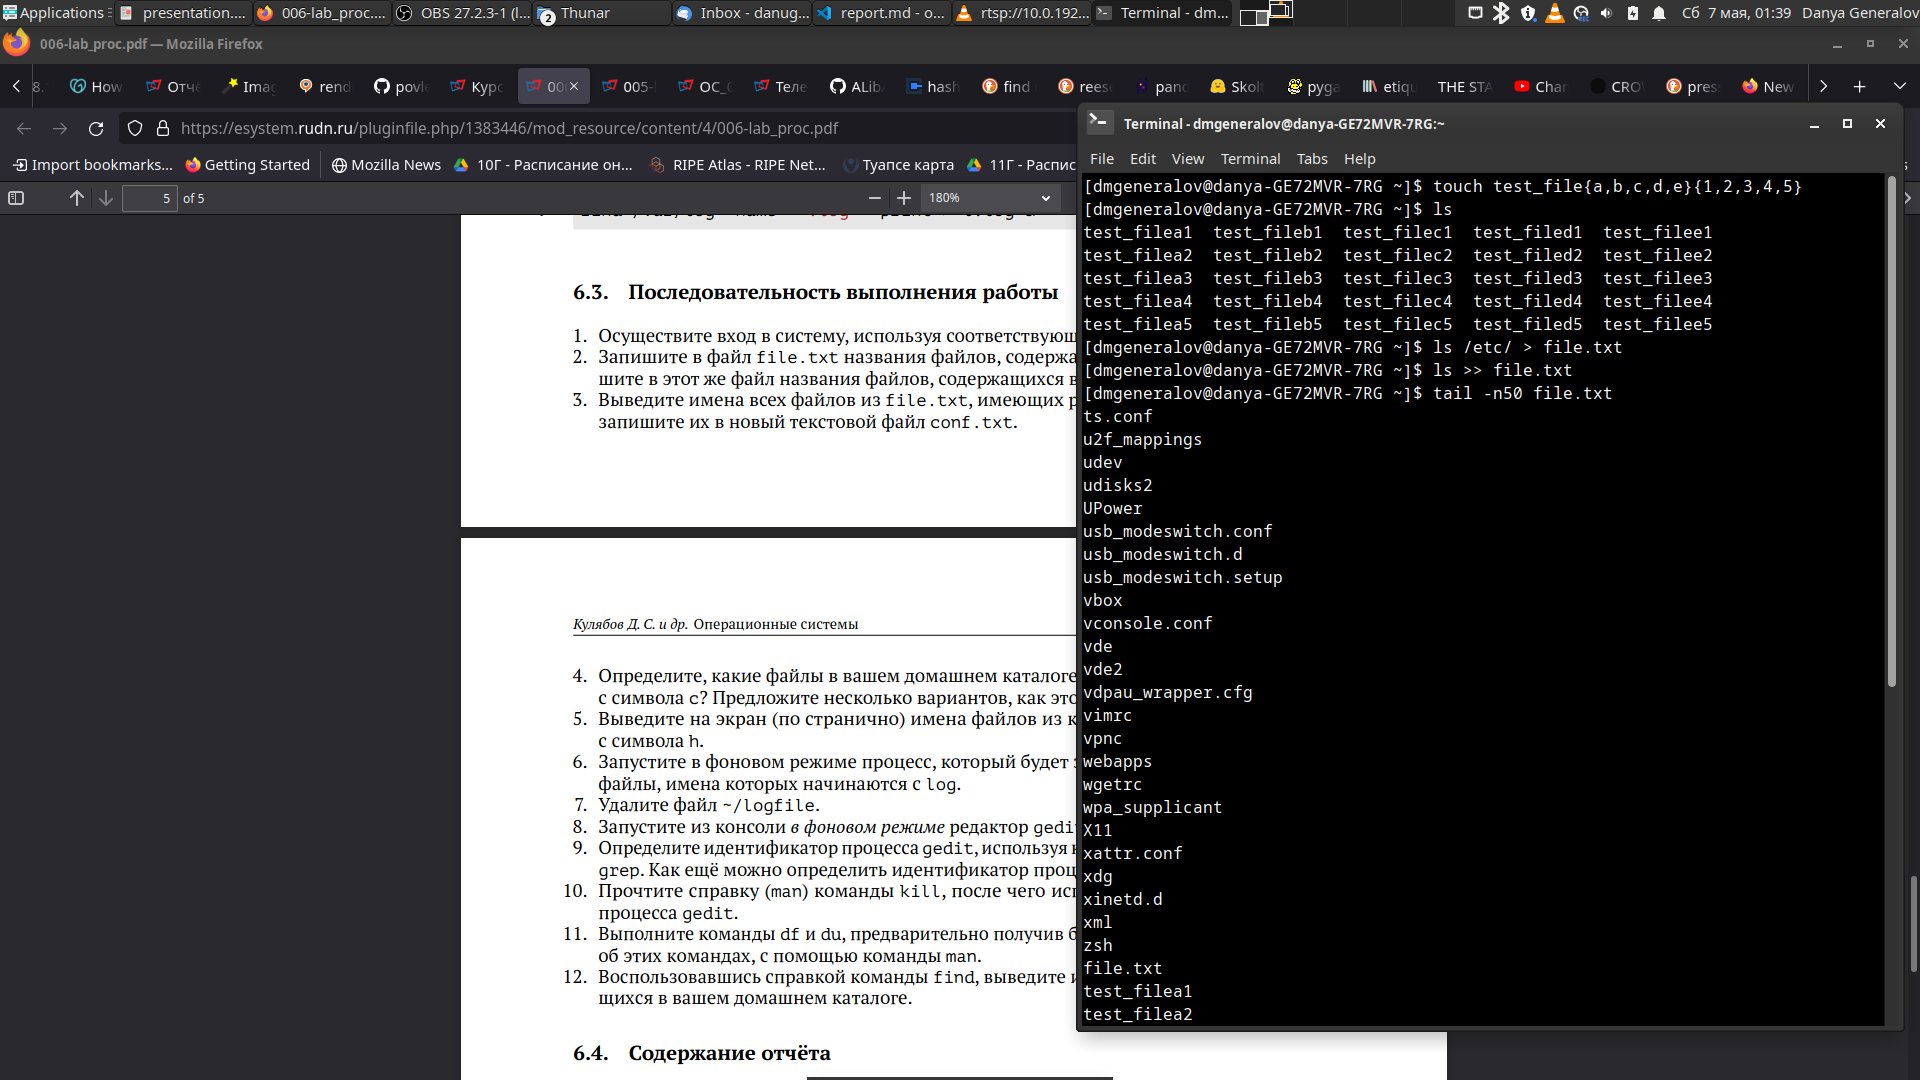 Applications
presentation....
006-lab_proc....
OBS 27.2.3-1 (l...
2
Thunar
Inbox - danug...
report.md - o...
rtsp://10.0.192...
Terminal - dm...
Сб 7 мая, 01:39
Danya Generalov
006-lab_proc.pdf — Mozilla Firefox
How
Отч
Imag
rend
povl
Курс
00
005-
ОС_
Теле
ALib
hash
find
rees
pand
Skolt
pyga
etiqu
THE STA
Char
CRO
pres
New
https://esystem.rudn.ru/pluginfile.php/1383446/mod_resource/content/4/006-lab_proc.pdf
Import bookmarks...
Getting Started
Mozilla News
10Г - Расписание он...
RIPE Atlas - RIPE Net...
Туапсе карта
11Г - Распис
5 of 5
180%
6.3. Последовательность выполнения работы
1. Осуществите вход в систему, используя соответствующ
2. Запишите в файл file.txt названия файлов, содержа
шите в этот же файл названия файлов, содержащихся в
3. Выведите имена всех файлов из file.txt, имеющих р
запишите их в новый текстовой файл conf.txt.
Кулябов Д. С. и др. Операционные системы
4. Определите, какие файлы в вашем домашнем каталоге
с символа c? Предложите несколько вариантов, как это
5. Выведите на экран (по странично) имена файлов из к
с символа h.
6. Запустите в фоновом режиме процесс, который будет з
файлы, имена которых начинаются с log.
7. Удалите файл ~/logfile.
8. Запустите из консоли в фоновом режиме редактор gedi
9. Определите идентификатор процесса gedit, используя к
grep. Как ещё можно определить идентификатор проц
10. Прочтите справку (man) команды kill, после чего исп
процесса gedit.
11. Выполните команды df и du, предварительно получив б
об этих командах, с помощью команды man.
12. Воспользовавшись справкой команды find, выведите и
щихся в вашем домашнем каталоге.
6.4. Содержание отчёта
Terminal - dmgeneralov@danya-GE72MVR-7RG:~
File Edit View Terminal Tabs Help
[dmgeneralov@danya-GE72MVR-7RG ~]$ touch test_file{a,b,c,d,e}{1,2,3,4,5}
[dmgeneralov@danya-GE72MVR-7RG ~]$ ls
test_filea1 test_fileb1 test_filec1 test_filed1 test_filee1
test_filea2 test_fileb2 test_filec2 test_filed2 test_filee2
test_filea3 test_fileb3 test_filec3 test_filed3 test_filee3
test_filea4 test_fileb4 test_filec4 test_filed4 test_filee4
test_filea5 test_fileb5 test_filec5 test_filed5 test_filee5
[dmgeneralov@danya-GE72MVR-7RG ~]$ ls /etc/ > file.txt
[dmgeneralov@danya-GE72MVR-7RG ~]$ ls >> file.txt
[dmgeneralov@danya-GE72MVR-7RG ~]$ tail -n50 file.txt
ts.conf
u2f_mappings
udev
udisks2
UPower
usb_modeswitch.conf
usb_modeswitch.d
usb_modeswitch.setup
vbox
vconsole.conf
vde
vde2
vdpau_wrapper.cfg
vimrc
vpnc
webapps
wgetrc
wpa_supplicant
X11
xattr.conf
xdg
xinetd.d
xml
zsh
file.txt
test_filea1
test_filea2